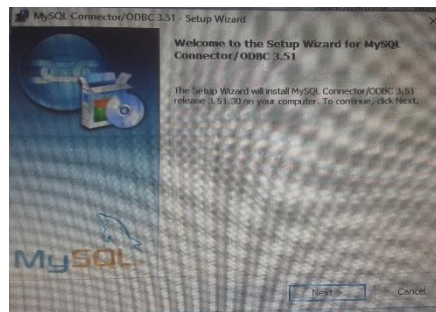 MySQL Connector/ODBC 3.51 - Setup Wizard
Welcome to the Setup Wizard for MySQL
Connector/ODBC 3.51
The Setup Wizard will install MySQL Connector/ODBC 3.51
release 3.51.30 on your computer. To continue, click Next.
MySQL
Next >
Cancel